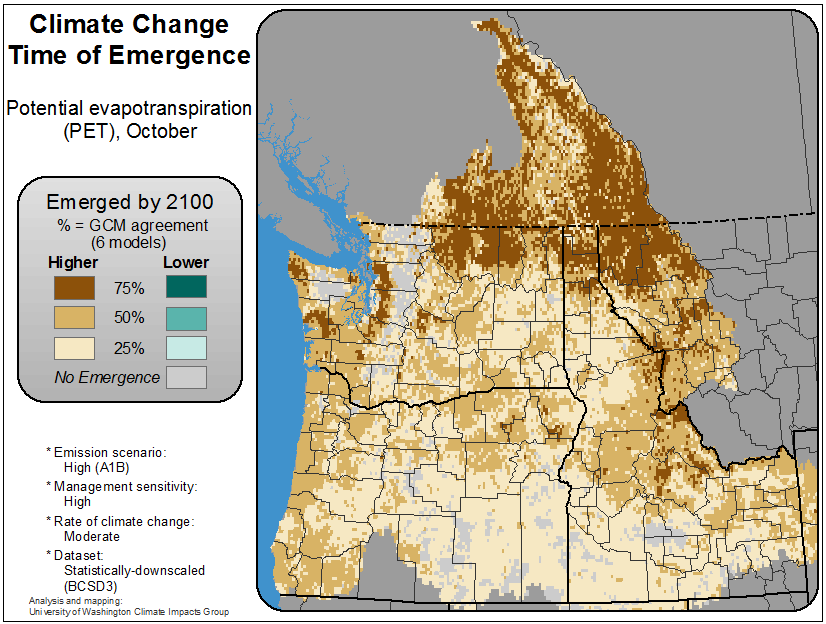 Climate Change
Time of Emergence
Potential evapotranspiration
(PET), October
Emerged by 2100
% = GCM agreement
(6 models)
Higher Lower
75%
50%
25%
No Emergence
* Emission scenario:
High (A1B)
* Management sensitivity:
High
* Rate of climate change:
Moderate
* Dataset:
Statistically-downscaled
(BCSD3)
Analysis and mapping:
University of Washington Climate Impacts Group